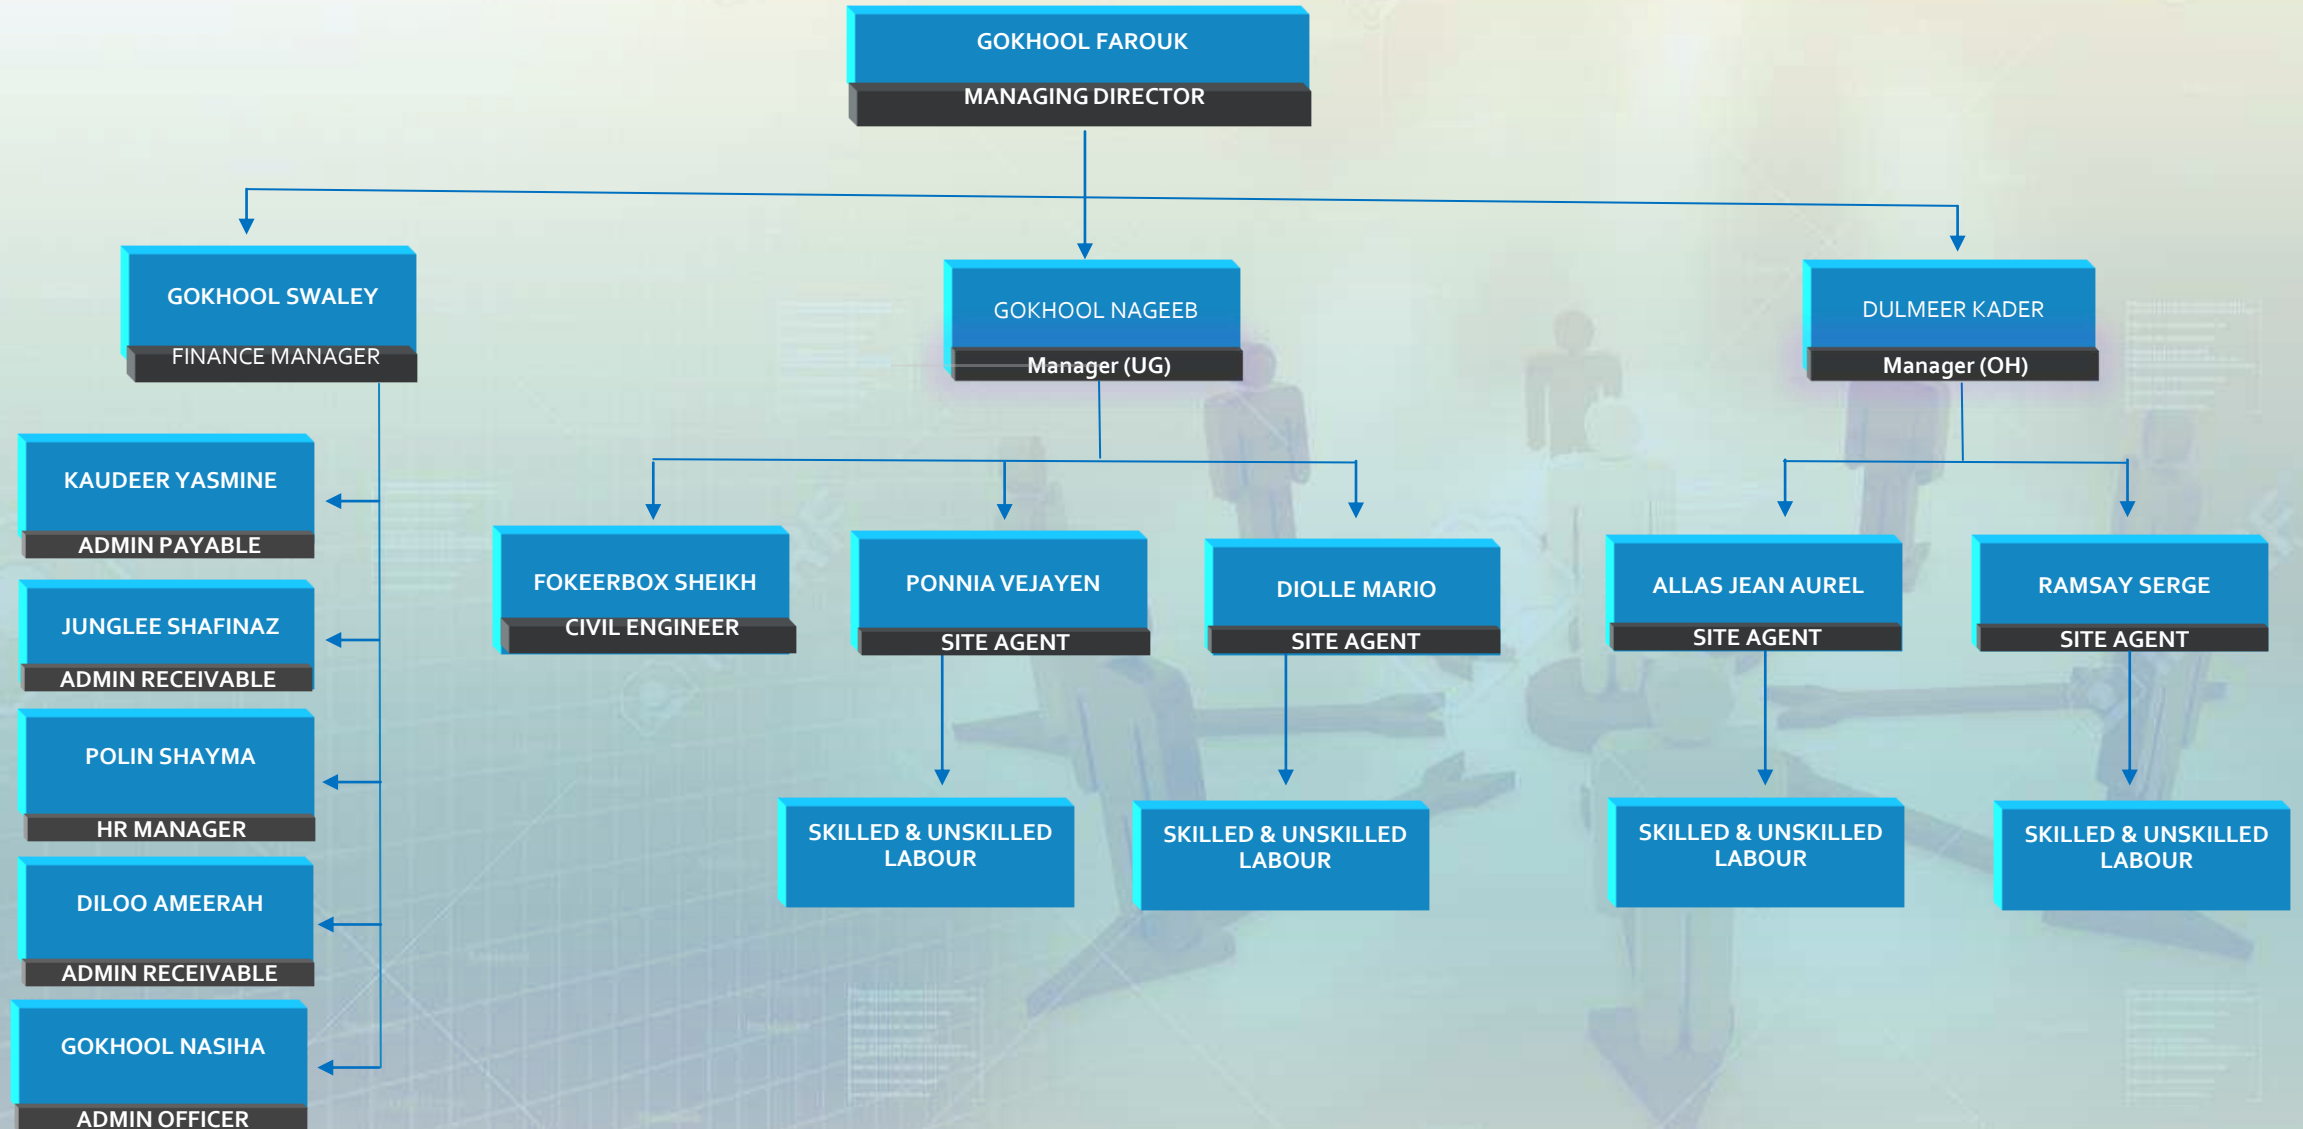 GOKHOOL FAROUK
MANAGING DIRECTOR
GOKHOOL SWALEY
FINANCE MANAGER
GOKHOOL NAGEEB
Manager (UG)
DULMEER KADER
Manager (OH)
KAUDEER YASMINE
ADMIN PAYABLE
JUNGLEE SHAFINAZ
ADMIN RECEIVABLE
POLIN SHAYMA
HR MANAGER
DILOO AMEERAH
ADMIN RECEIVABLE
GOKHOOL NASIHA
ADMIN OFFICER
FOKEERBOX SHEIKH
CIVIL ENGINEER
PONNIA VEJAYEN
SITE AGENT
DIOLLE MARIO
SITE AGENT
ALLAS JEAN AUREL
SITE AGENT
RAMSAY SERGE
SITE AGENT
SKILLED & UNSKILLED
LABOUR
SKILLED & UNSKILLED
LABOUR
SKILLED & UNSKILLED
LABOUR
SKILLED & UNSKILLED
LABOUR